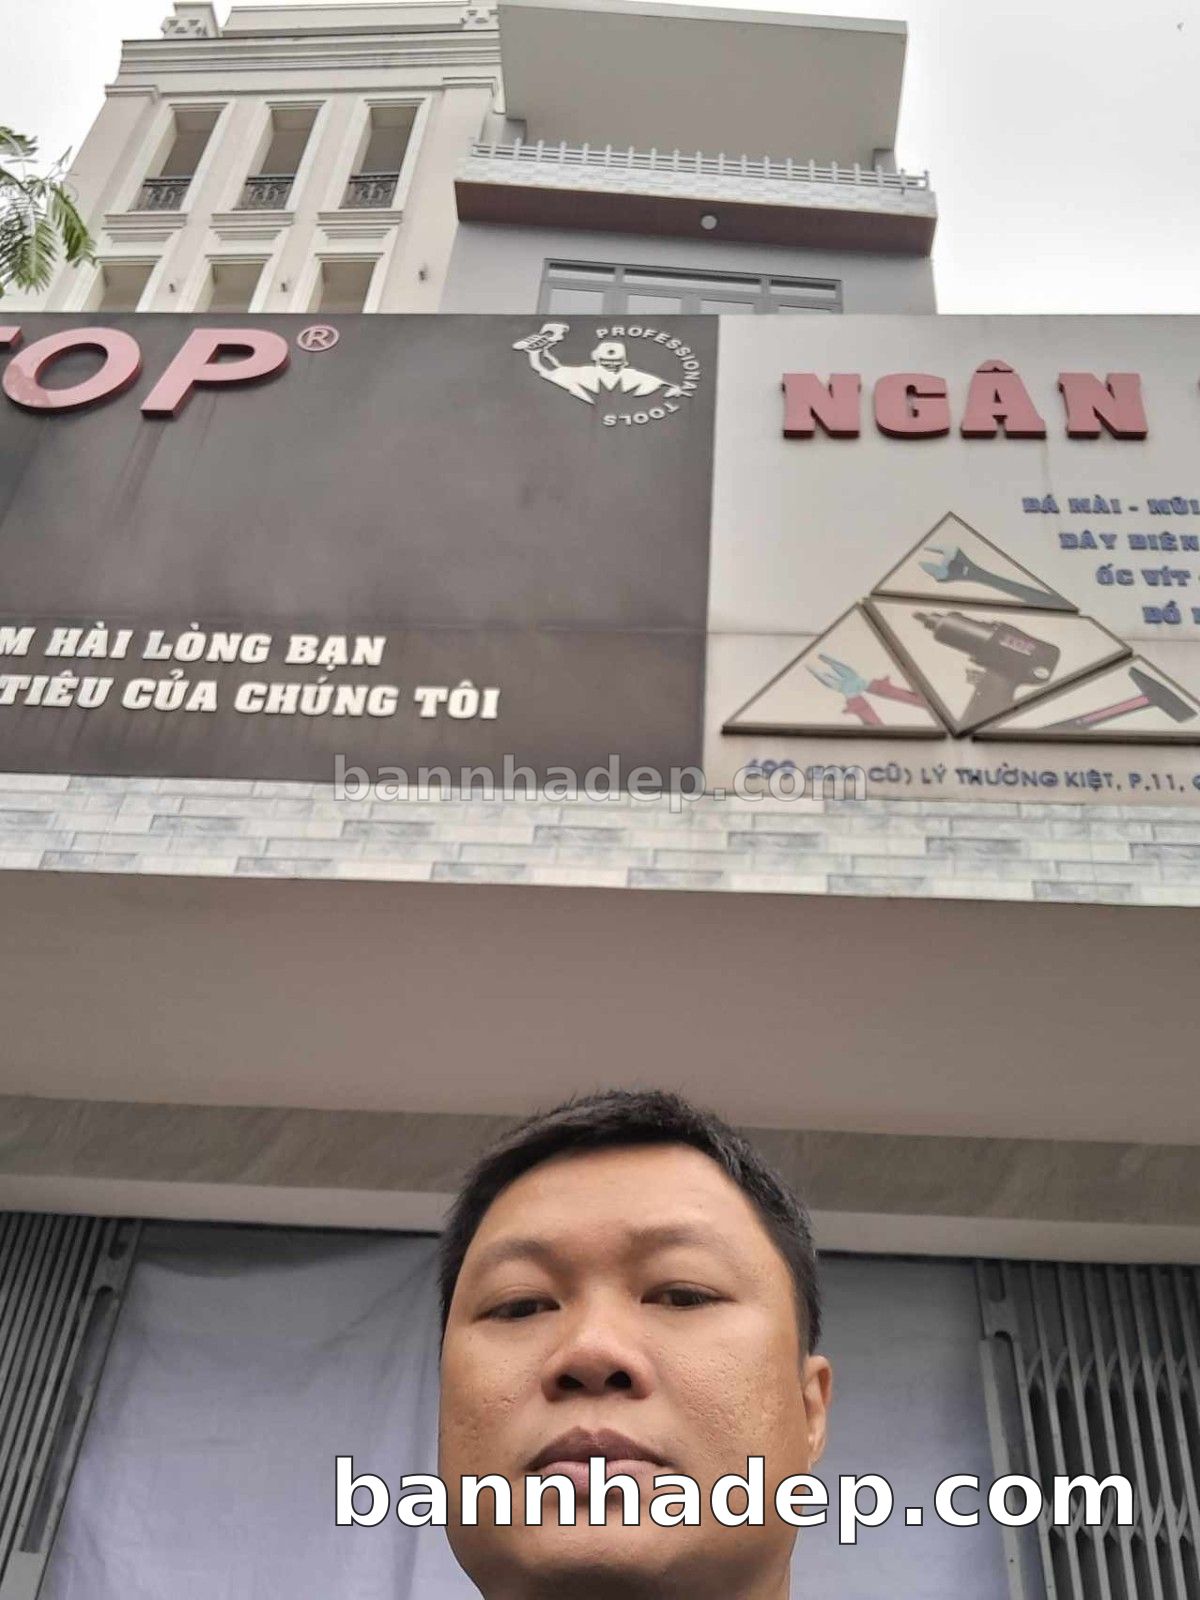 TOP®
PROFESSIONAL TOOLS
NGÂN
ĐÁ MÀI - MŨI
DÂY
ỐC VÍT
HÀI LÒNG BẠN
TIÊU CỦA CHÚNG TÔI
CŨ) LÝ THƯỜNG KIỆT, P.11,
bannhadep.com
bannhadep.com